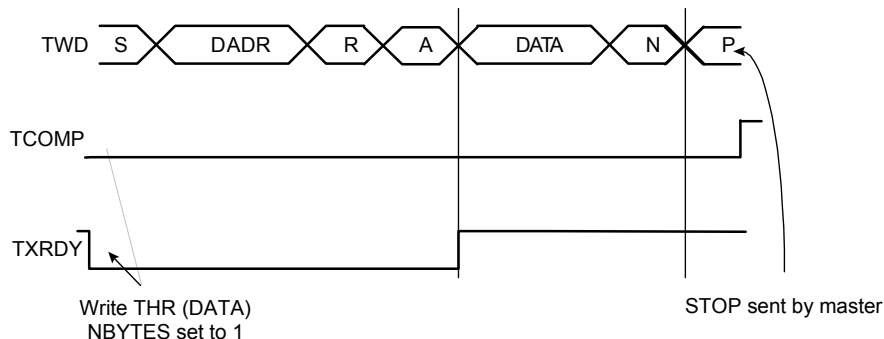 TWD S DADR R A DATA N P
TCOMP
TXRDY
Write THR (DATA)
NBYTES set to 1
STOP sent by master